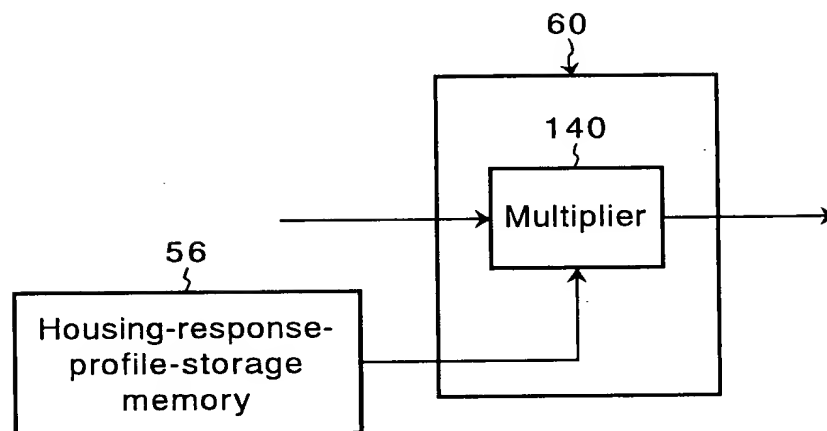 60
140
Multiplier
56
Housing-response-
profile-storage
memory